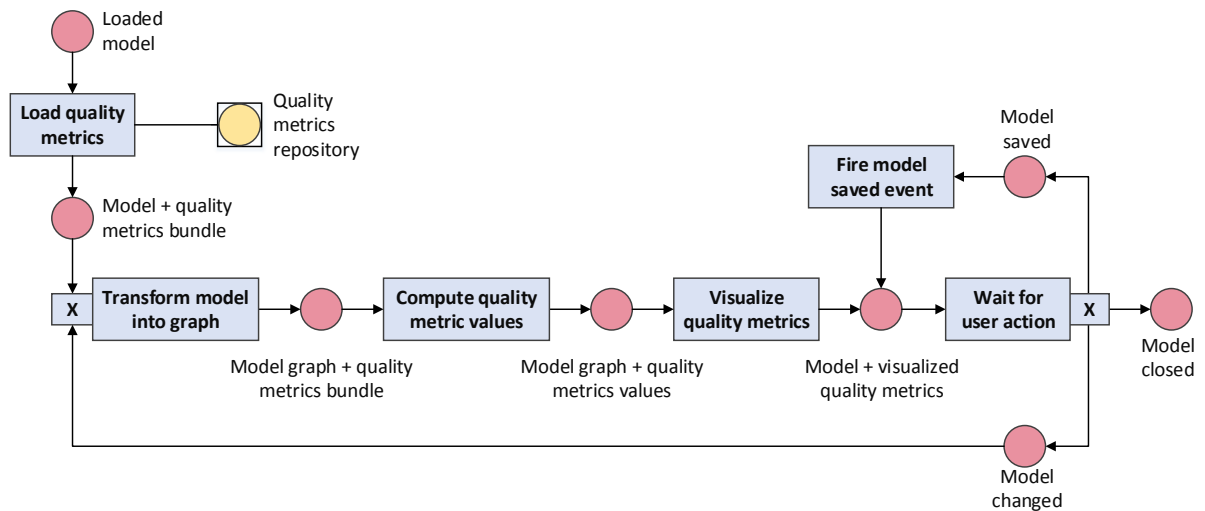 Loaded
model
Load quality
metrics
Quality
metrics
repository
Model + quality
metrics bundle
Model
saved
Fire model
saved event
X
Transform model
into graph
Compute quality
metric values
Visualize
quality metrics
Wait for
user action
X
Model graph + quality
metrics bundle
Model graph + quality
metrics values
Model + visualized
quality metrics
Model
closed
Model
changed